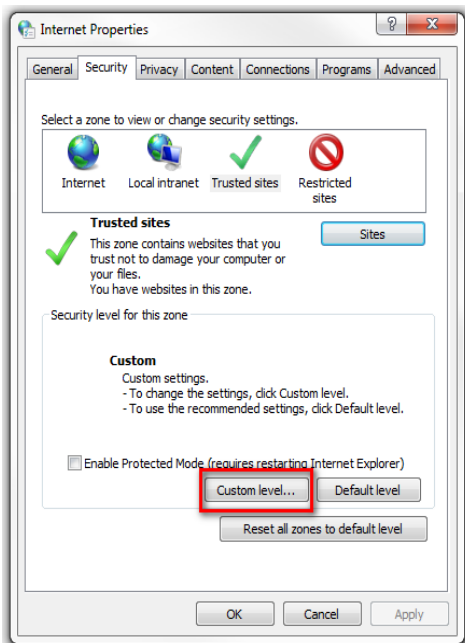 Internet Properties
General Security Privacy Content Connections Programs Advanced
Select a zone to view or change security settings.
Internet Local intranet Trusted sites Restricted
sites
Trusted sites
Sites
This zone contains websites that you
trust not to damage your computer or
your files.
You have websites in this zone.
Security level for this zone
Custom
Custom settings.
- To change the settings, click Custom level.
- To use the recommended settings, click Default level.
Enable Protected Mode (requires restarting Internet Explorer)
Custom level... Default level
Reset all zones to default level
OK Cancel Apply